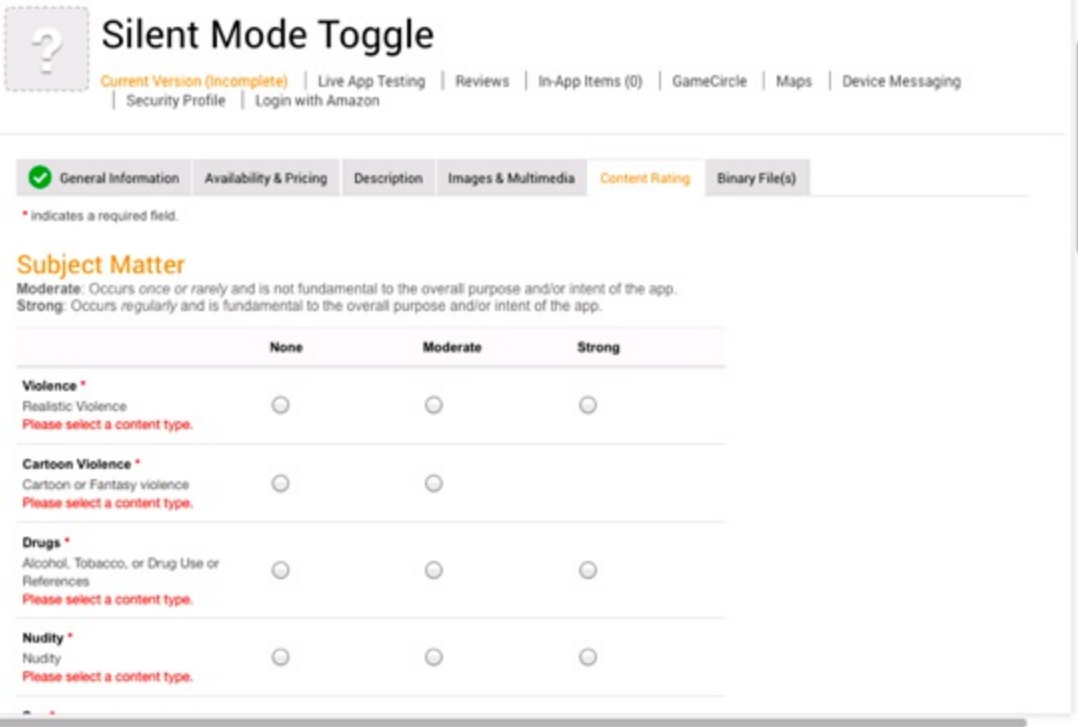 ?
Silent Mode Toggle
Current Version (Incomplete) | Live App Testing | Reviews | In-App Items (0) | GameCircle | Maps | Device Messaging
| Security Profile | Login with Amazon
General Information Availability & Pricing Description Images & Multimedia Content Rating Binary File(s)
* indicates a required field.
Subject Matter
Moderate: Occurs once or rarely and is not fundamental to the overall purpose and/or intent of the app.
Strong: Occurs regularly and is fundamental to the overall purpose and/or intent of the app.
None Moderate Strong
Violence *
Realistic Violence
Please select a content type.
Cartoon Violence *
Cartoon or Fantasy violence
Please select a content type.
Drugs *
Alcohol, Tobacco, or Drug Use or
References
Please select a content type.
Nudity *
Nudity
Please select a content type.